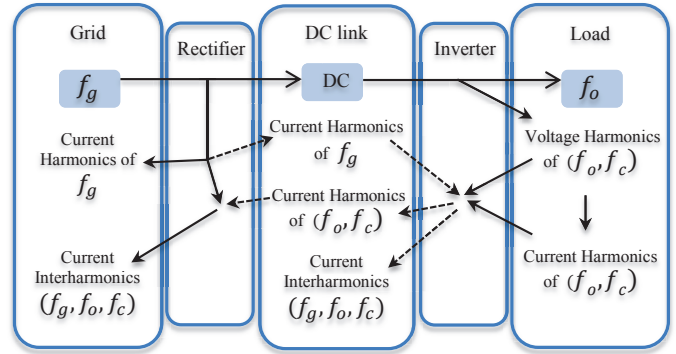 Grid
Rectifier
DC link
Inverter
Load
f_g
DC
f_o
Current
Harmonics of
f_g
Current Harmonics
of f_g
Voltage Harmonics
of (f_o, f_c)
Current Harmonics
of (f_o, f_c)
Current
Interharmonics
(f_g, f_o, f_c)
Current
Interharmonics
(f_g, f_o, f_c)
Current Harmonics
of (f_o, f_c)